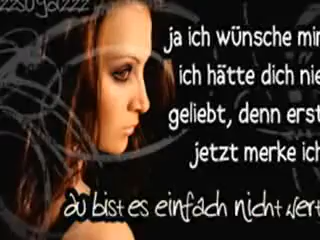 ja ich wünsche mir
ich hätte dich nie
geliebt, denn erst
jetzt merke ich
du bist es einfach nicht wert